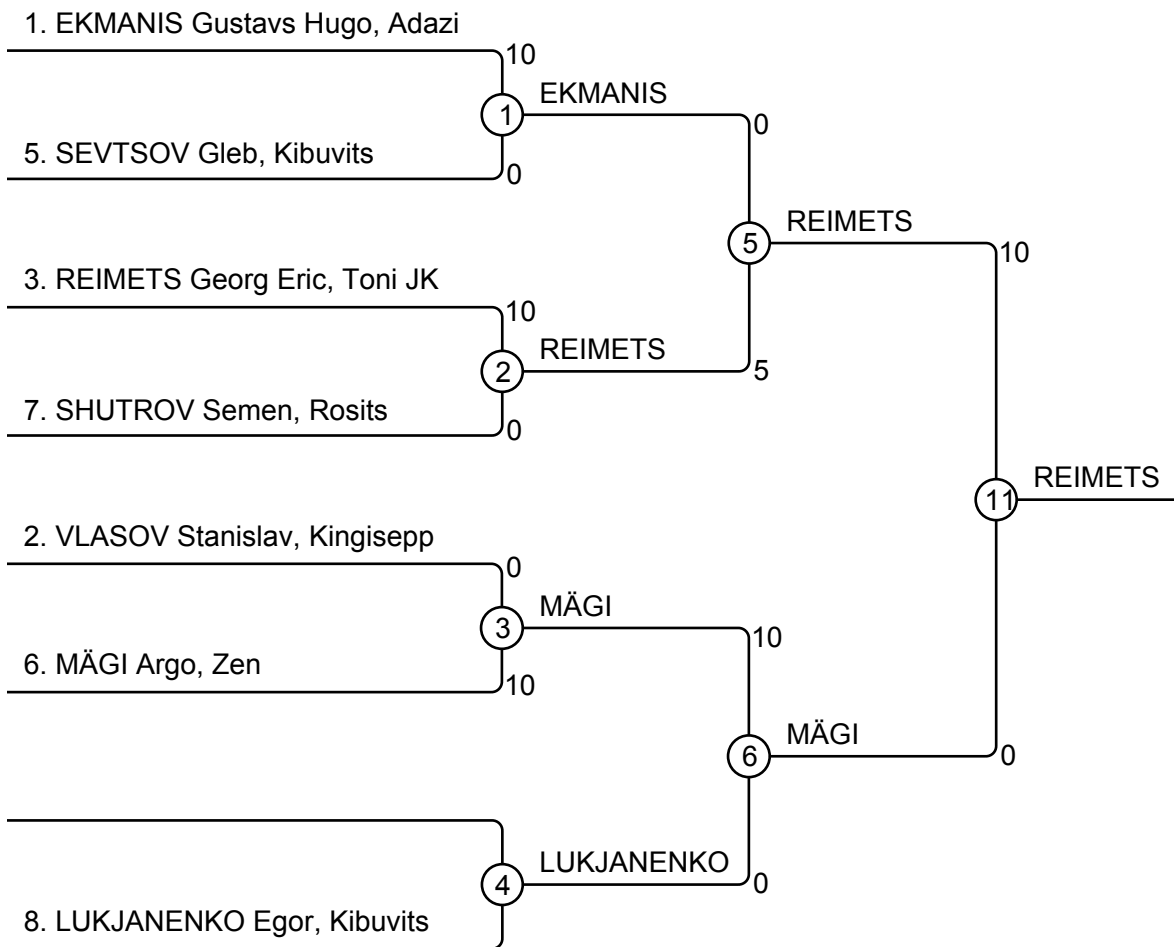 1. EKMANIS Gustavs Hugo, Adazi
10
1
EKMANIS
0
5. SEVTSOV Gleb, Kibuvits
0
5
REIMETS
10
3. REIMETS Georg Eric, Toni JK
10
2
REIMETS
5
7. SHUTROV Semen, Rosits
0
11
REIMETS
2. VLASOV Stanislav, Kingisepp
0
3
MÄGI
10
6. MÄGI Argo, Zen
10
6
MÄGI
0
4
LUKJANENKO
0
8. LUKJANENKO Egor, Kibuvits